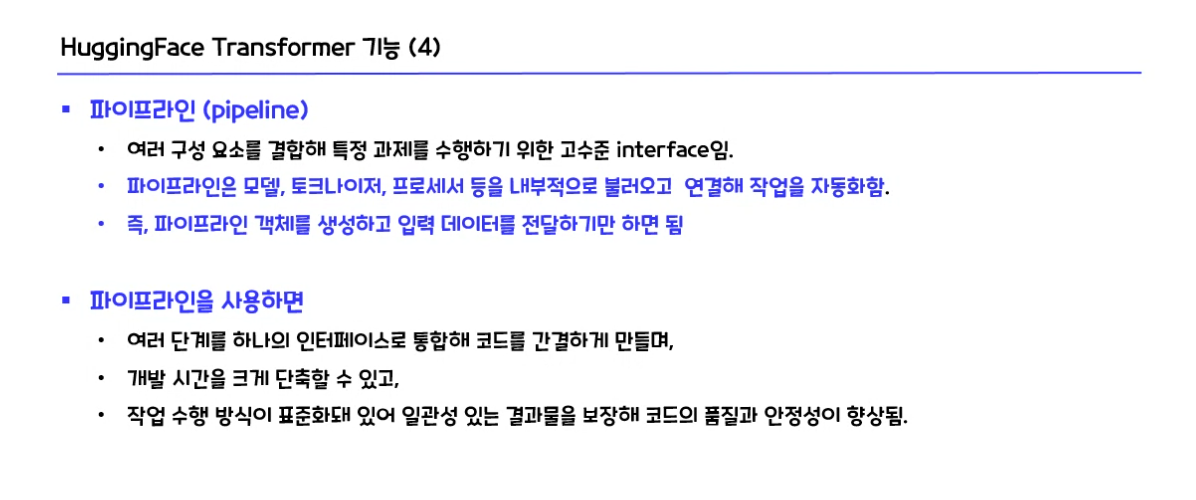 HuggingFace Transformer 기능 (4)
▪ 파이프라인 (pipeline)
• 여러 구성 요소를 결합해 특정 과제를 수행하기 위한 고수준 interface임.
• 파이프라인은 모델, 토크나이저, 프로세서 등을 내부적으로 불러오고  연결해 작업을 자동화함.
• 즉, 파이프라인 객체를 생성하고 입력 데이터를 전달하기만 하면 됨
▪ 파이프라인을 사용하면
• 여러 단계를 하나의 인터페이스로 통합해 코드를 간결하게 만들며,
• 개발 시간을 크게 단축할 수 있고,
• 작업 수행 방식이 표준화돼 있어 일관성 있는 결과물을 보장해 코드의 품질과 안정성이 향상됨.